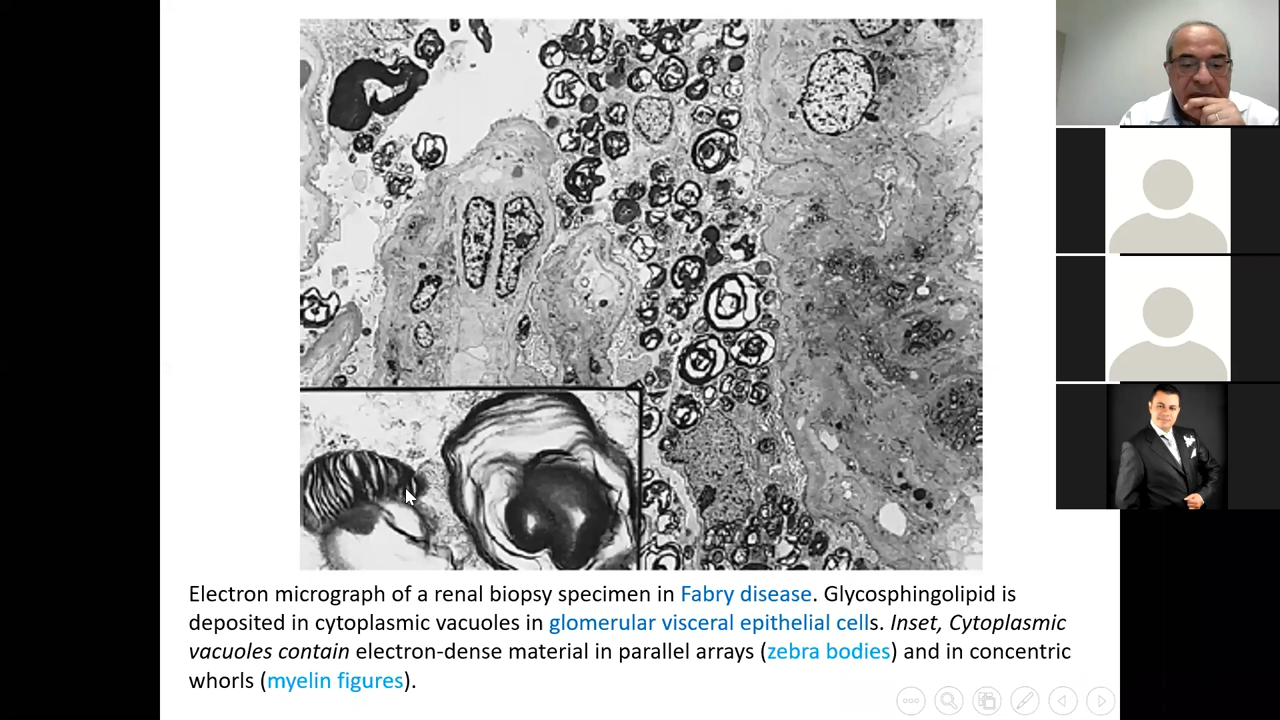 Electron micrograph of a renal biopsy specimen in Fabry disease. Glycosphingolipid is
deposited in cytoplasmic vacuoles in glomerular visceral epithelial cells. Inset, Cytoplasmic
vacuoles contain electron-dense material in parallel arrays (zebra bodies) and in concentric
whorls (myelin figures).